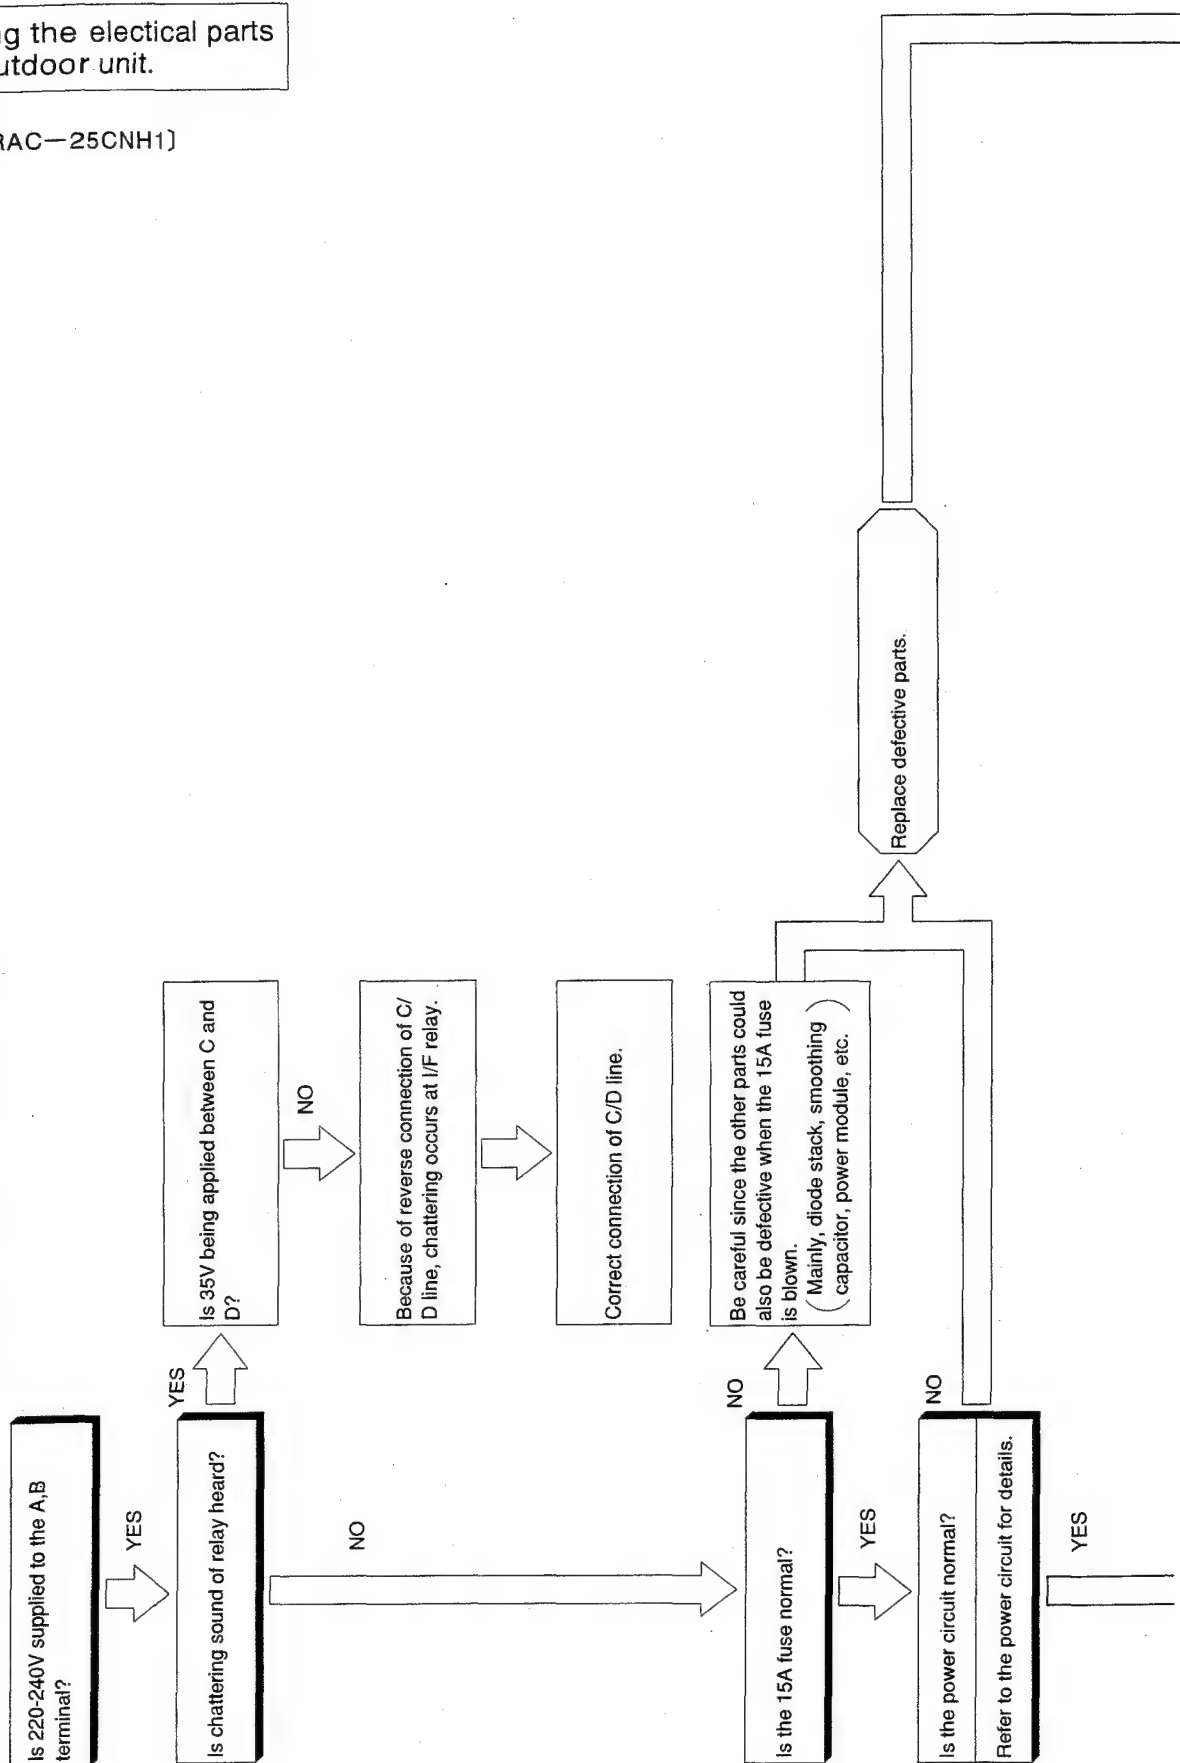 g the electical parts
utdoor unit.
RAC—25CNH1]
Is 220-240V supplied to the A,B
terminal?
YES
Is chattering sound of relay heard?
YES
Is 35V being applied between C and
D?
NO
Because of reverse connection of C/
D line, chattering occurs at I/F relay.
Correct connection of C/D line.
NO
Is the 15A fuse normal?
NO
Be careful since the other parts could
also be defective when the 15A fuse
is blown.
(Mainly, diode stack, smoothing
capacitor, power module, etc.)
YES
Is the power circuit normal?
Refer to the power circuit for details.
NO
Replace defective parts.
YES